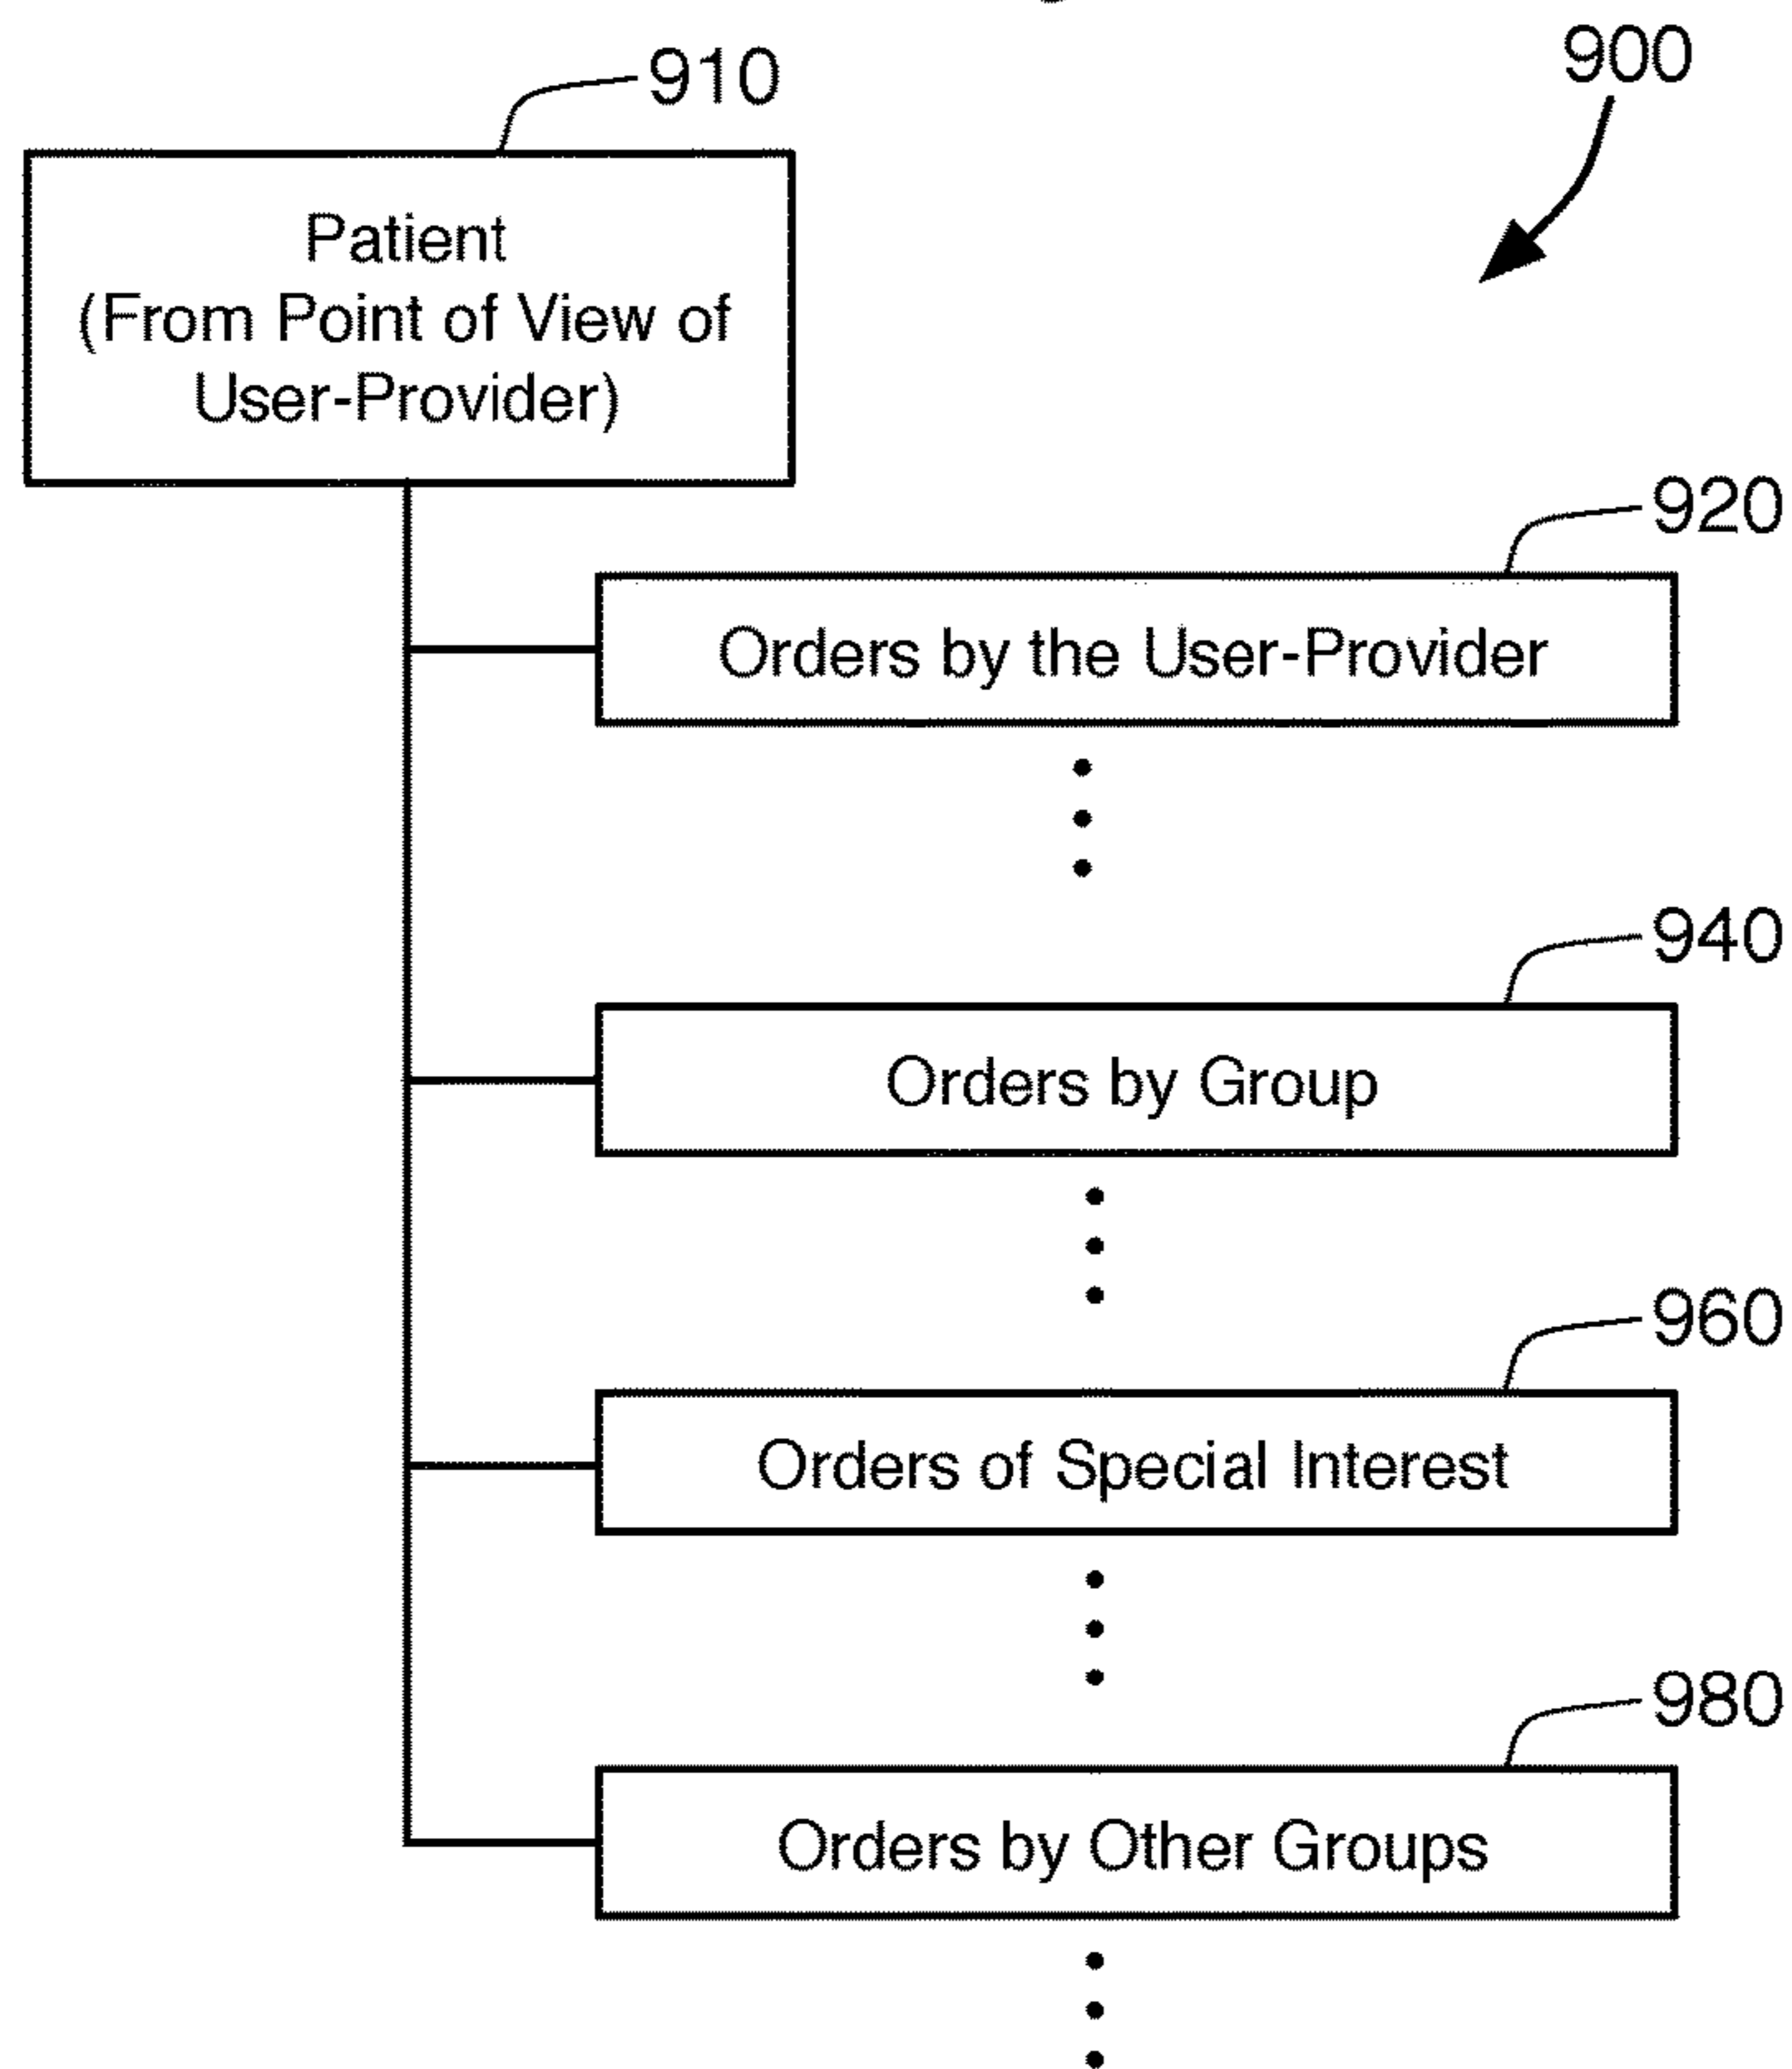 910
900
Patient
(From Point of View of
User-Provider)
920
Orders by the User-Provider
940
Orders by Group
960
Orders of Special Interest
980
Orders by Other Groups